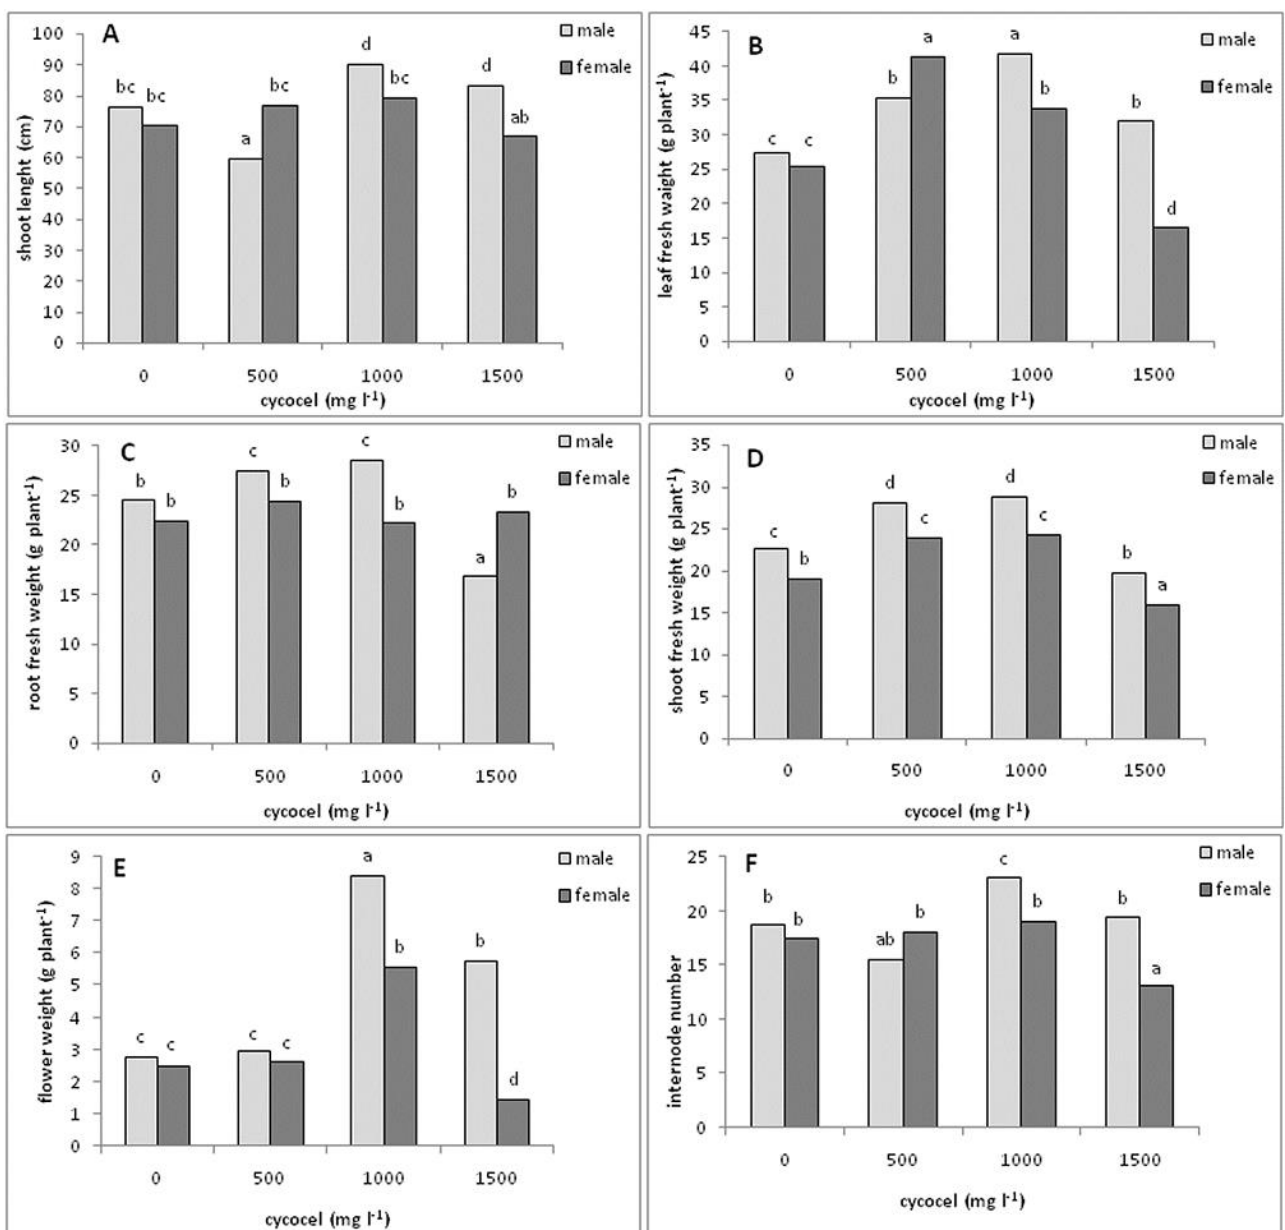 A
male
female
100
90
80
70
60
50
40
30
20
10
0
shoot lenght (cm)
bc bc a bc d bc d ab
0 500 1000 1500
cycocel (mg l-1)
B
male
female
45
40
35
30
25
20
15
10
5
0
leaf fresh waight (g plant-1)
c c b a a b b d
0 500 1000 1500
cycocel (mg l-1)
C
male
female
30
25
20
15
10
5
0
root fresh weight (g plant-1)
b b c b c b a b
0 500 1000 1500
cycocel (mg l-1)
D
male
female
35
30
25
20
15
10
5
0
shoot fresh weight (g plant-1)
c b d c d c b a
0 500 1000 1500
cycocel (mg l-1)
E
male
female
9
8
7
6
5
4
3
2
1
0
flower weight (g plant-1)
c c c c a b b d
0 500 1000 1500
cycocel (mg l-1)
F
male
female
25
20
15
10
5
0
internode number
b b ab b c b b a
0 500 1000 1500
cycocel (mg l-1)